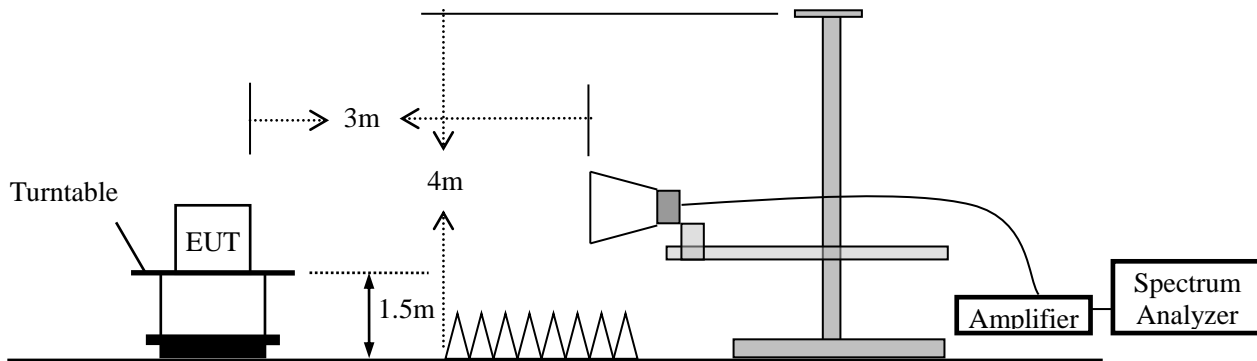 3m
4m
Turntable
EUT
1.5m
Amplifier
Spectrum
Analyzer